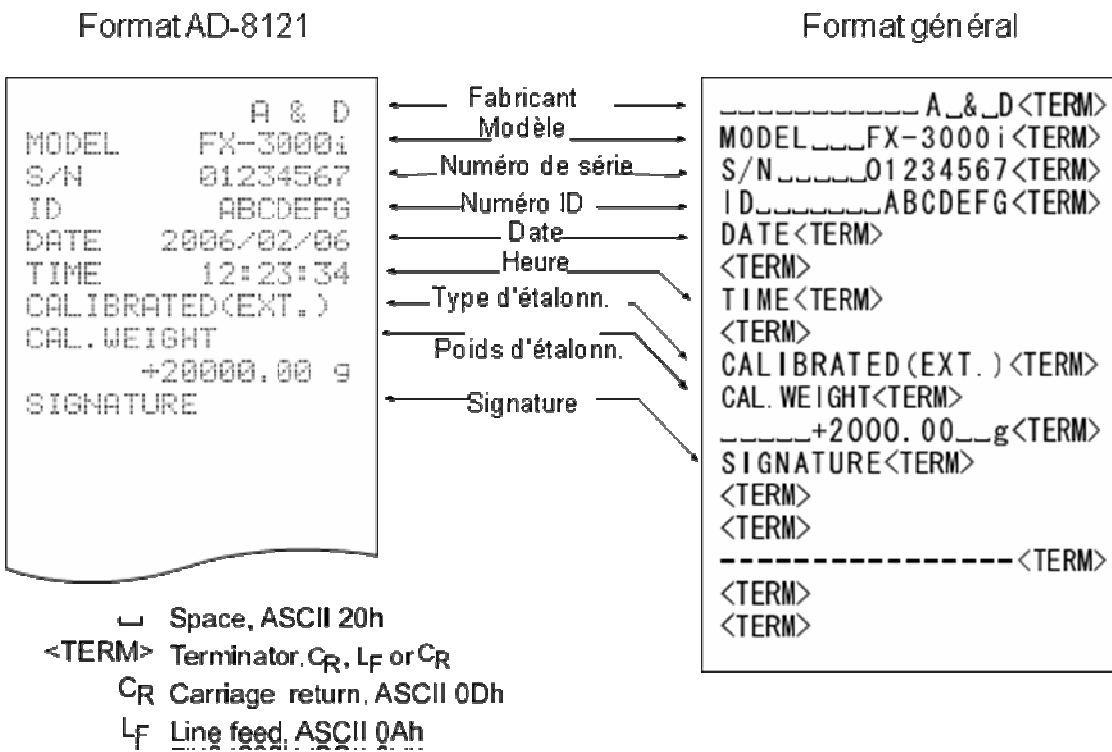 Format AD-8121
Format général
A & D
MODEL FX-3000i
S/N 01234567
ID ABCDEFG
DATE 2006/02/06
TIME 12:23:34
CALIBRATED(EXT.)
CAL.WEIGHT
+20000.00 g
SIGNATURE
Fabricant
Modèle
Numéro de série
Numéro ID
Date
Heure
Type d'étalonn.
Poids d'étalonn.
Signature
␣␣␣␣␣␣␣␣␣␣␣A␣&␣D<TERM>
MODEL␣␣␣FX-3000i<TERM>
S/N␣␣␣␣␣01234567<TERM>
ID␣␣␣␣␣␣␣ABCDEFG<TERM>
DATE<TERM>
<TERM>
TIME<TERM>
<TERM>
CALIBRATED(EXT.)<TERM>
CAL.WEIGHT<TERM>
␣␣␣␣␣+2000.00␣␣g<TERM>
SIGNATURE<TERM>
<TERM>
<TERM>
----------------<TERM>
<TERM>
<TERM>
␣ Space, ASCII 20h
<TERM> Terminator, CR, LF or CR
CR Carriage return, ASCII 0Dh
LF Line feed, ASCII 0Ah